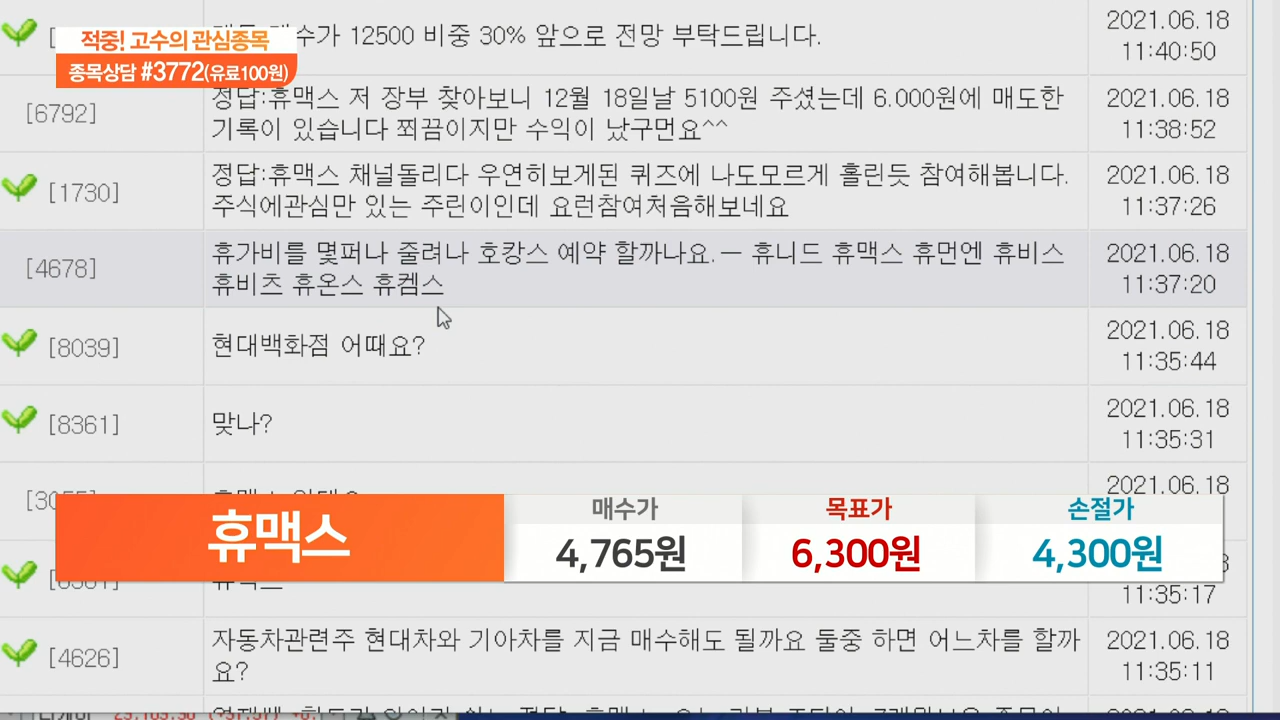 적중! 고수의 관심종목
종목상담 #3772(유료100원)
수가 12500 비중 30% 앞으로 전망 부탁드립니다.
2021.06.18
11:40:50
[6792]
정답:휴맥스 저 장부 찾아보니 12월 18일날 5100원 주셨는데 6.000원에 매도한
기록이 있습니다 쬐끔이지만 수익이 났구먼요^^
2021.06.18
11:38:52
[1730]
정답:휴맥스 채널돌리다 우연히보게된 퀴즈에 나도모르게 홀린듯 참여해봅니다.
주식에관심만 있는 주린이인데 요런참여처음해보네요
2021.06.18
11:37:26
[4678]
휴가비를 몇퍼나 줄려나 호캉스 예약 할까나요.ㅡ 휴니드 휴맥스 휴먼엔 휴비스
휴비츠 휴온스 휴켐스
2021.06.18
11:37:20
[8039]
현대백화점 어때요?
2021.06.18
11:35:44
[8361]
맞나?
2021.06.18
11:35:31
2021.06.18
휴맥스
매수가
4,765원
목표가
6,300원
손절가
4,300원
11:35:17
[4626]
자동차관련주 현대차와 기아차를 지금 매수해도 될까요 둘중 하면 어느차를 할까
요?
2021.06.18
11:35:11